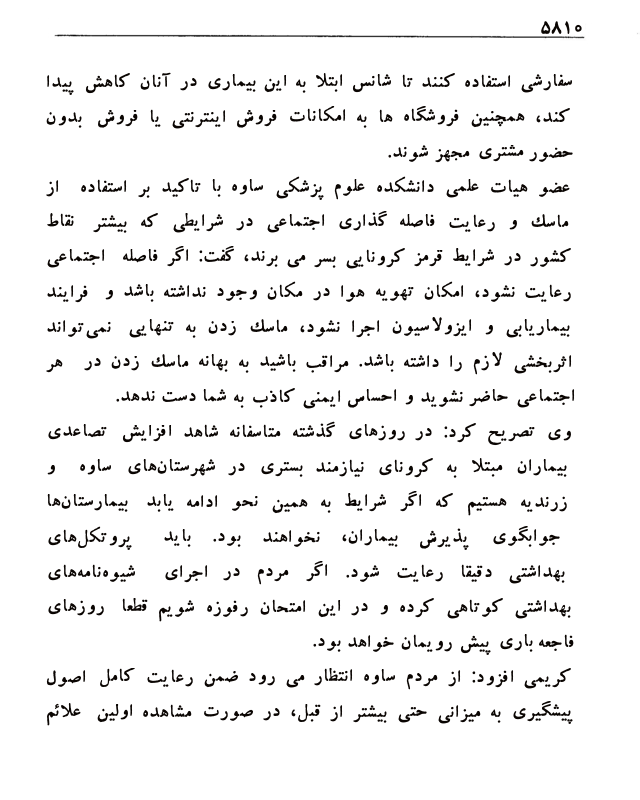 ۵۸۱۰
سفارشی استفاده کنند تا شانس ابتلا به این بیماری در آنان کاهش پیدا
کند، همچنین فروشگاه ها به امکانات فروش اینترنتی یا فروش بدون
حضور مشتری مجهز شوند.
عضو هیات علمی دانشکده علوم پزشکی ساوه با تاکید بر استفاده از
ماسك و رعایت فاصله گذاری اجتماعی در شرایطی که بیشتر نقاط
کشور در شرایط قرمز کرونایی بسر می برند، گفت: اگر فاصله اجتماعی
رعایت نشود، امکان تهویه هوا در مکان وجود نداشته باشد و فرایند
بیماریابی و ایزولاسیون اجرا نشود، ماسك زدن به تنهایی نمی‌تواند
اثربخشی لازم را داشته باشد. مراقب باشید به بهانه ماسك زدن در هر
اجتماعی حاضر نشوید و احساس ایمنی کاذب به شما دست ندهد.
وی تصریح کرد: در روزهای گذشته متاسفانه شاهد افزایش تصاعدی
بیماران مبتلا به کرونای نیازمند بستری در شهرستان‌های ساوه و
زرندیه هستیم که اگر شرایط به همین نحو ادامه یابد بیمارستان‌ها
جوابگوی پذیرش بیماران، نخواهند بود. باید پروتکل‌های
بهداشتی دقیقا رعایت شود. اگر مردم در اجرای شیوه‌نامه‌های
بهداشتی کوتاهی کرده و در این امتحان رفوزه شویم قطعا روزهای
فاجعه باری پیش رویمان خواهد بود.
کریمی افزود: از مردم ساوه انتظار می رود ضمن رعایت کامل اصول
پیشگیری به میزانی حتی بیشتر از قبل، در صورت مشاهده اولین علائم